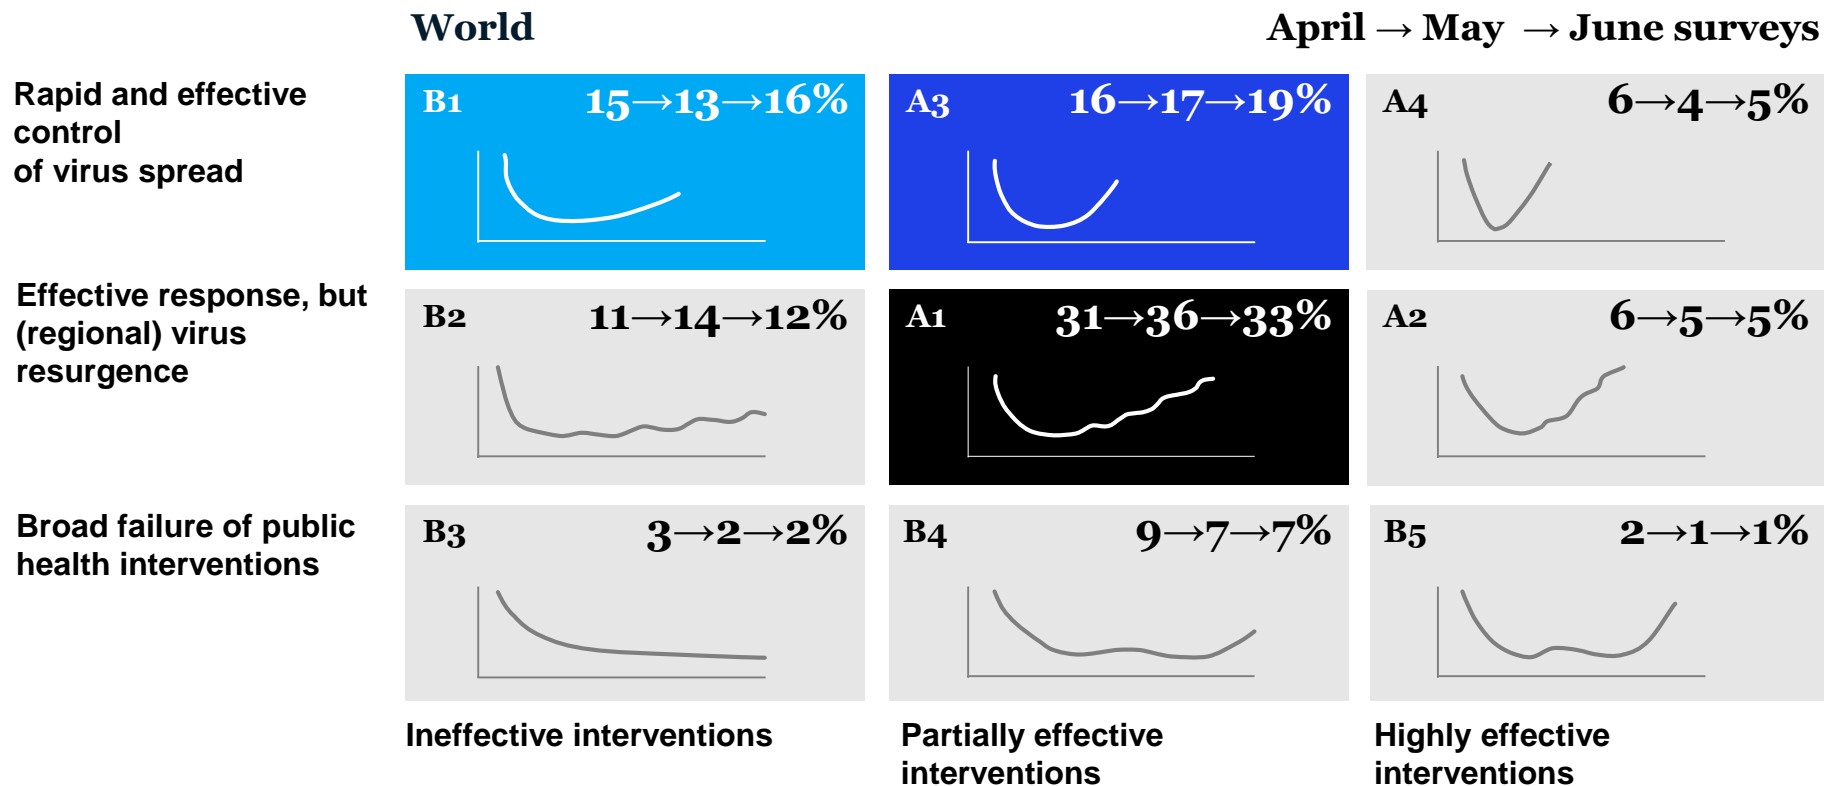 World
April → May → June surveys
Rapid and effective
control
of virus spread
B1 15→13→16%
A3 16→17→19%
A4 6→4→5%
Effective response, but
(regional) virus
resurgence
B2 11→14→12%
A1 31→36→33%
A2 6→5→5%
Broad failure of public
health interventions
B3 3→2→2%
B4 9→7→7%
B5 2→1→1%
Ineffective interventions
Partially effective
interventions
Highly effective
interventions